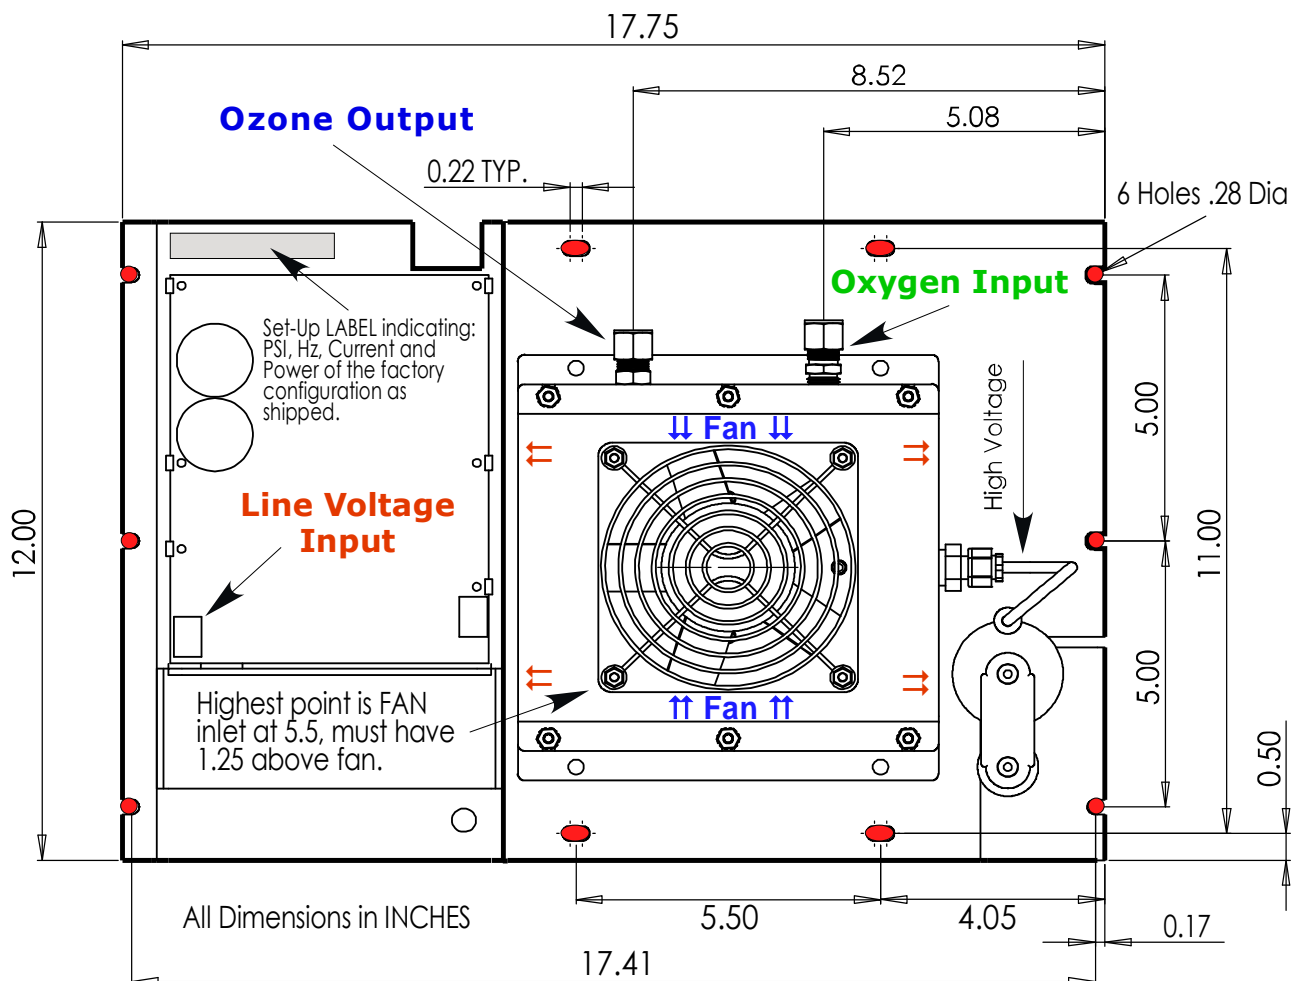 17.75
8.52
Ozone Output
5.08
0.22 TYP.
6 Holes .28 Dia
Oxygen Input
Set-Up LABEL indicating:
PSI, Hz, Current and
Power of the factory
configuration as
shipped.
High Voltage
5.00
Fan
Line Voltage
Input
12.00
11.00
5.00
Highest point is FAN
inlet at 5.5, must have
1.25 above fan.
Fan
0.50
All Dimensions in INCHES
5.50
4.05
0.17
17.41